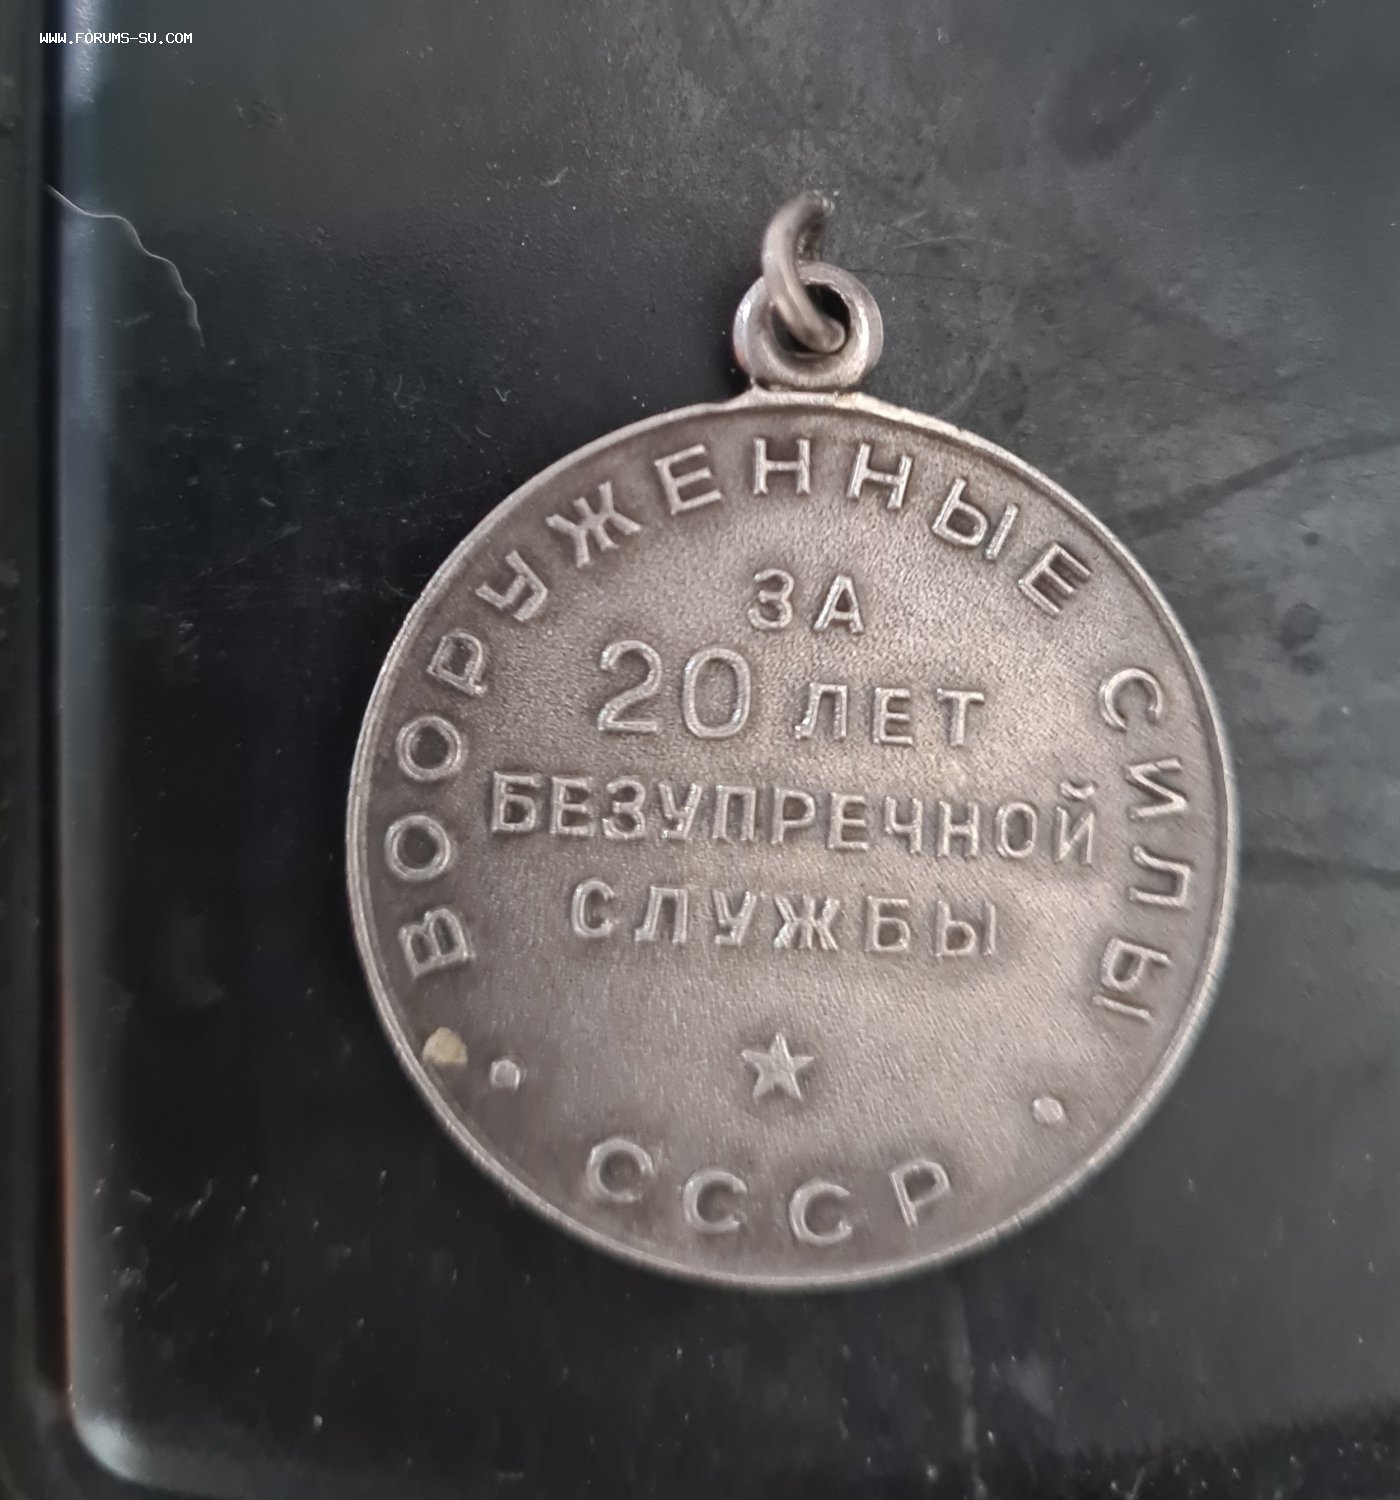 WWW.FORUMS-SU.COM
ВООРУЖЕННЫЕ СИЛЫ
ЗА
20 ЛЕТ
БЕЗУПРЕЧНОЙ
СЛУЖБЫ
СССР